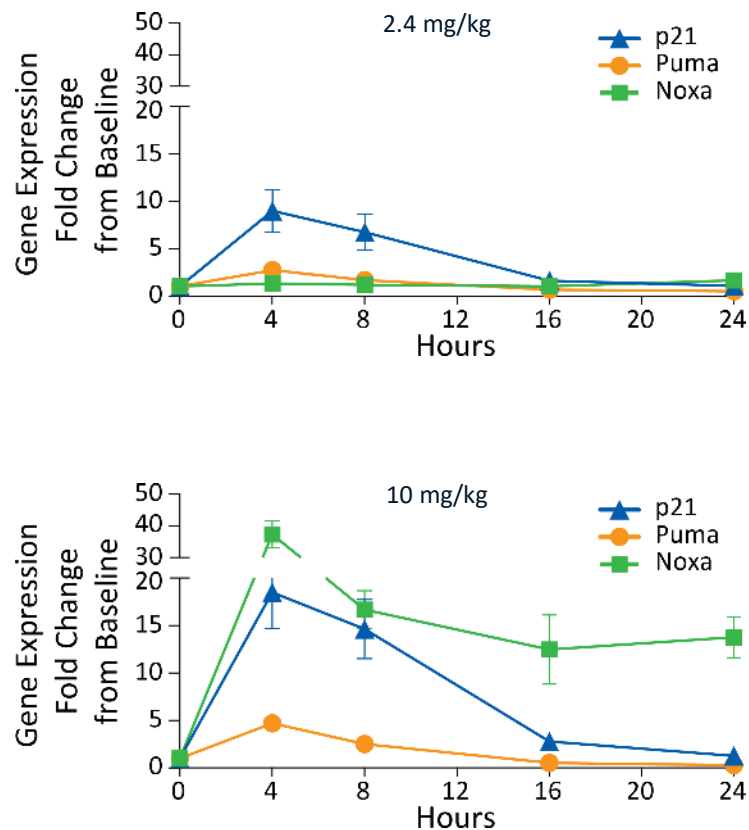 2.4 mg/kg
p21
Puma
Noxa
Gene Expression
Fold Change
from Baseline
50
40
30
20
15
10
5
0
0 4 8 12 16 20 24
Hours
10 mg/kg
p21
Puma
Noxa
Gene Expression
Fold Change
from Baseline
50
40
30
20
15
10
5
0
0 4 8 12 16 20 24
Hours